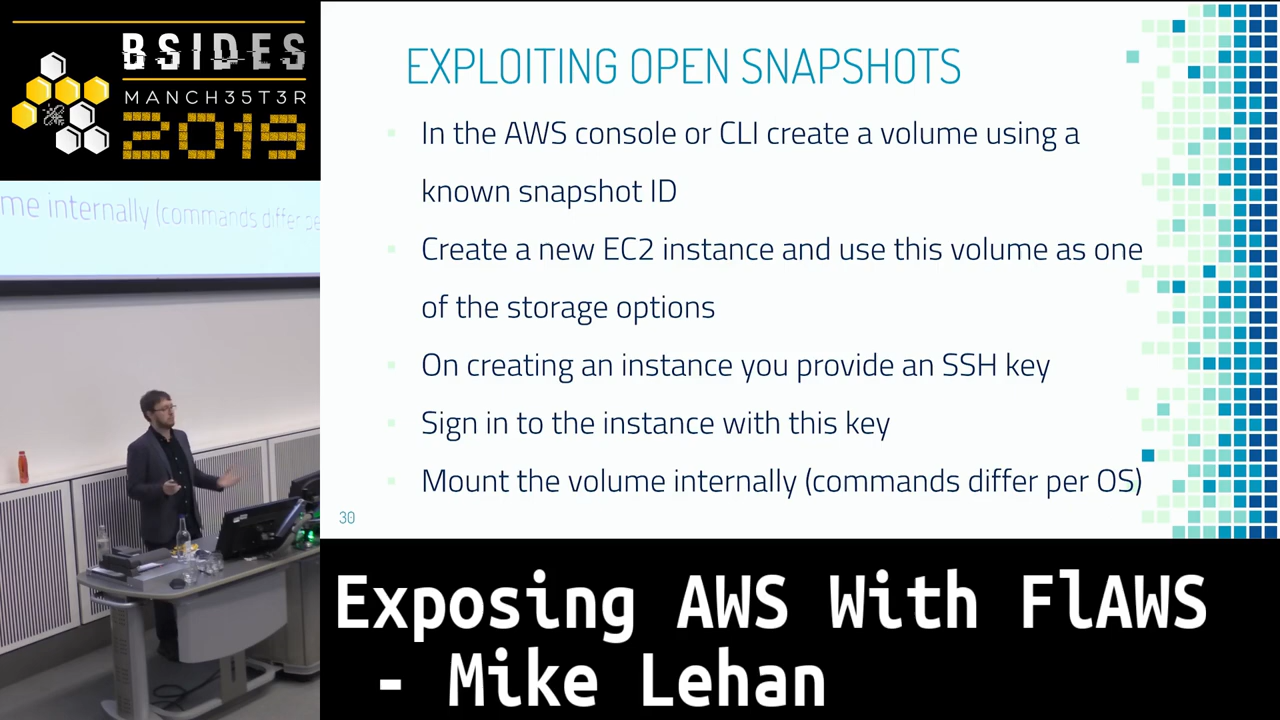 BSIDES
MANCH35T3R
2019
me internally (commands differ pe
EXPLOITING OPEN SNAPSHOTS
In the AWS console or CLI create a volume using a
known snapshot ID
Create a new EC2 instance and use this volume as one
of the storage options
On creating an instance you provide an SSH key
Sign in to the instance with this key
Mount the volume internally (commands differ per OS)
30
Exposing AWS With FlAWS
- Mike Lehan